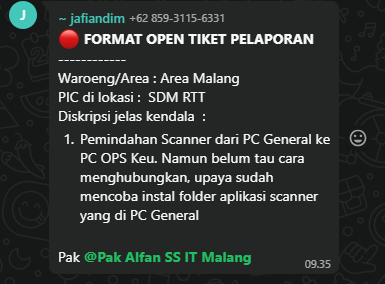 J
~ jafiandim +62 859-3115-6331
🔴 FORMAT OPEN TIKET PELAPORAN
------------
Waroeng/Area : Area Malang
PIC di lokasi : SDM RTT
Diskripsi jelas kendala :
1. Pemindahan Scanner dari PC General ke
PC OPS Keu. Namun belum tau cara
menghubungkan, upaya sudah
mencoba instal folder aplikasi scanner
yang di PC General
Pak @Pak Alfan SS IT Malang
09.35